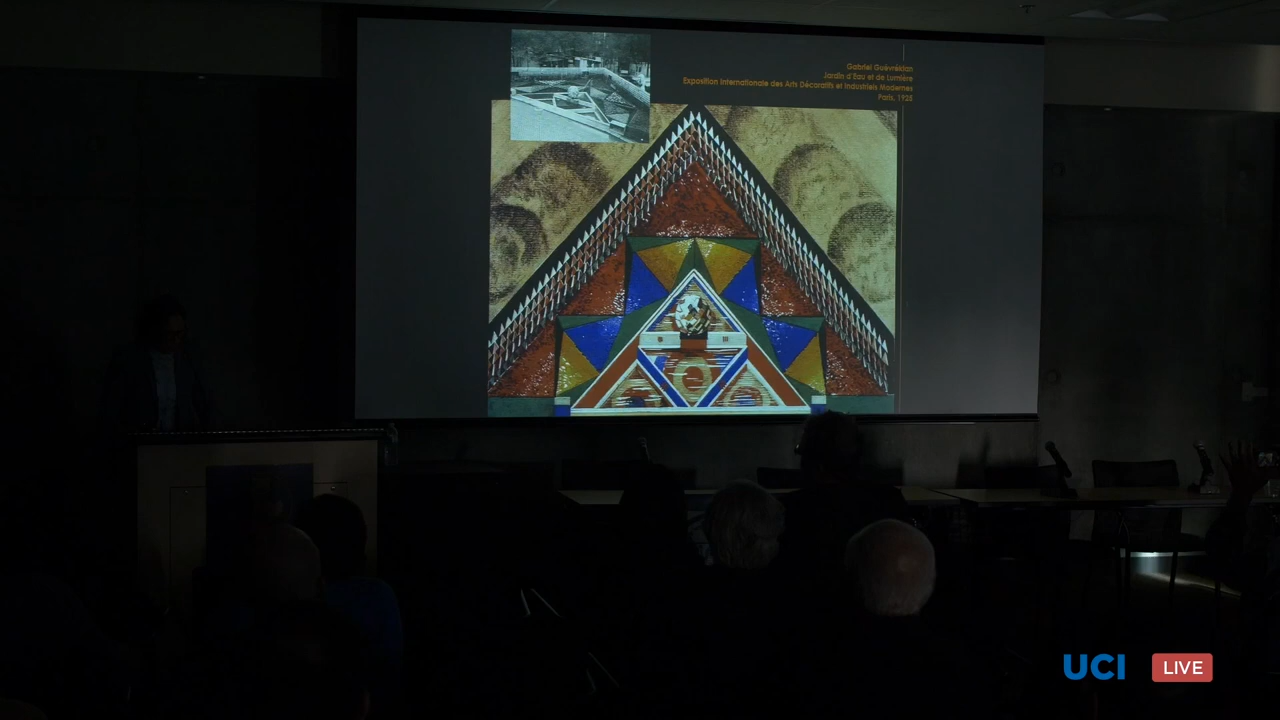 Gabriel Guévrékian
Jardin d'Eau et de Lumière
Exposition Internationale des Arts Décoratifs et Industriels Modernes
Paris, 1925
UCI
LIVE